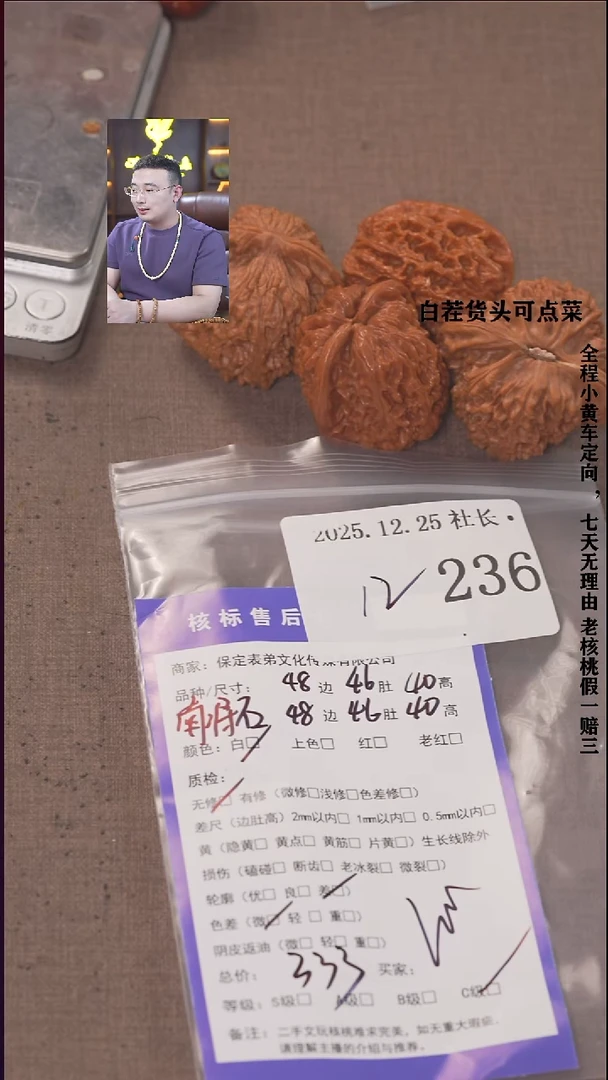 清零
白茬货头可点菜
全程小黄车定向，七天无理由 老核桃假一赔三
2025.12.25 社长·
12 236
核标售后
商家：保定表弟文化传媒有限公司
品种/尺寸： 48 边 46 肚 40 高
南将石 48 边 46 肚 40 高
颜色：白□ 上色□ 红□ 老红□
质检：
无修□ 有修（微修□浅修□色差修□）
差尺（边肚高）2mm以内□ 1mm以内□ 0.5mm以内□
黄（隐黄□ 黄点□ 黄筋□ 片黄□）生长线除外
损伤（磕碰□ 断齿□ 老冰裂□ 微裂□）
轮廓（优□ 良□ 差□）
色差（微□ 轻□ 重□）
阴皮返油（微□ 轻□ 重□）
总价： 333 买家：
等级：S级□ A级□ B级□ C级□
备注：二手文玩核桃难求完美，如无重大瑕疵，
请理解主播的介绍与推荐。